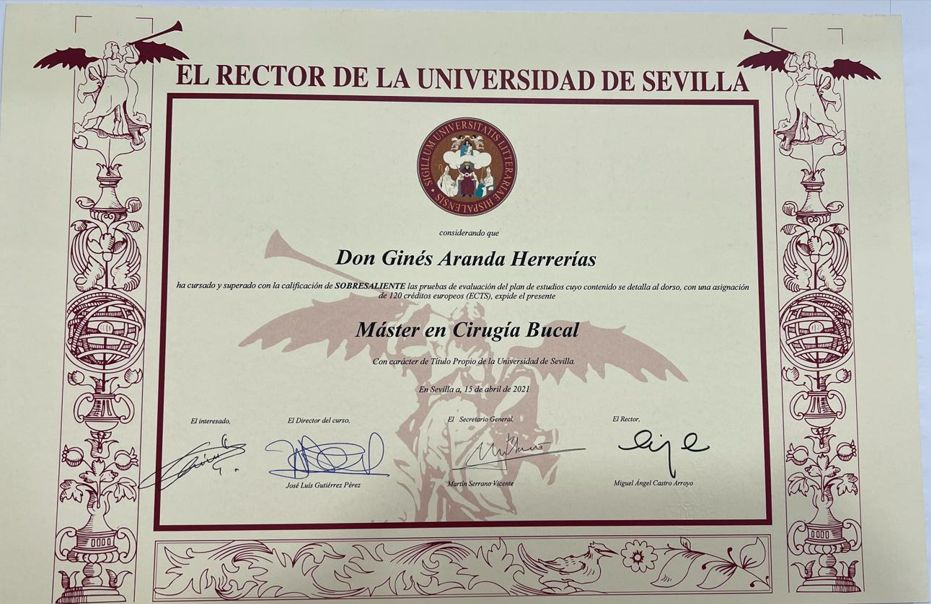 EL RECTOR DE LA UNIVERSIDAD DE SEVILLA
SIGILLUM UNIVERSITATIS LITTERARIAE HISPALENSIS
considerando que
Don Ginés Aranda Herrerías
ha cursado y superado con la calificación de SOBRESALIENTE las pruebas de evaluación del plan de estudios cuyo contenido se detalla al dorso, con una asignación
de 120 créditos europeos (ECTS), expide el presente
Máster en Cirugía Bucal
Con carácter de Título Propio de la Universidad de Sevilla
En Sevilla a, 15 de abril de 2021
El interesado, El Director del curso, El Secretario General, El Rector,
José Luis Gutiérrez Pérez Martín Serrano Vicente Miguel Ángel Castro Arroyo